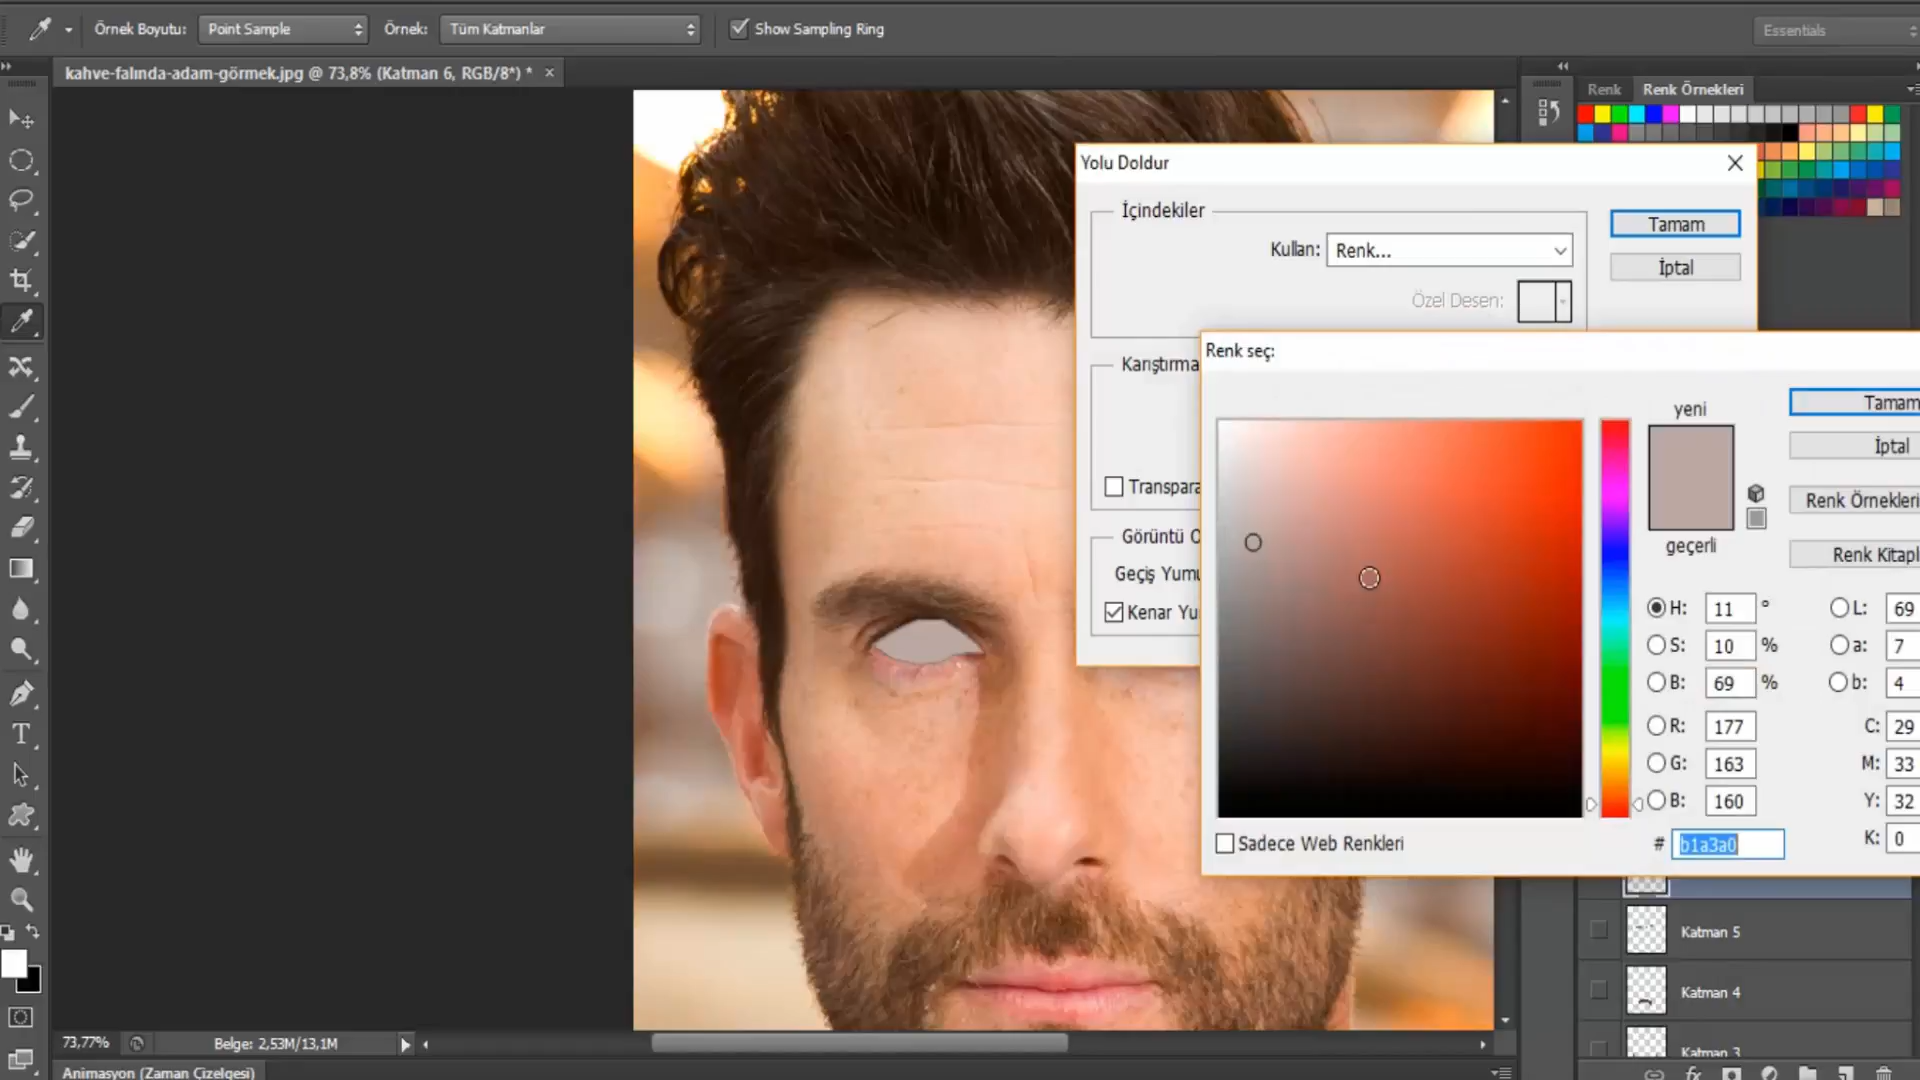 Örnek Boyutu: Point Sample Örnek: Tüm Katmanlar Show Sampling Ring Essentials
kahve-falında-adam-görmek.jpg @ 73,8% (Katman 6, RGB/8*) * ×
Renk Renk Örnekleri
Yolu Doldur
İçindekiler
Kullan: Renk...
Özel Desen:
Tamam
İptal
Karıştırma
Transpara
Görüntü O
Geçiş Yumu
Kenar Yu
Renk seç:
yeni
geçerli
Tamam
İptal
Renk Örnekleri
Renk Kitapl
H: 11 ° L: 69
S: 10 % a: 7
B: 69 % b: 4
R: 177 C: 29
G: 163 M: 33
B: 160 Y: 32
# b1a3a0 K: 0
Sadece Web Renkleri
Katman 5
Katman 4
Katman 3
73,77% Belge: 2,53M/13,1M
Animasyon (Zaman Çizelgesi)